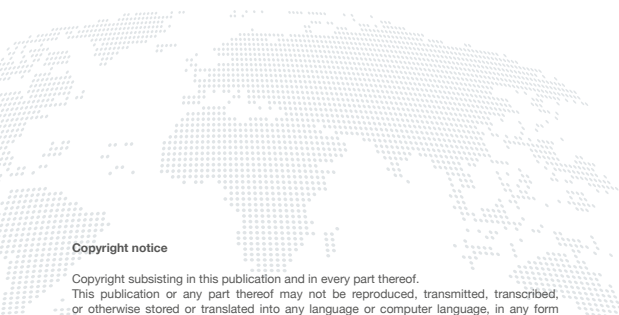 Copyright notice
Copyright subsisting in this publication and in every part thereof.
This publication or any part thereof may not be reproduced, transmitted, transcribed,
or otherwise stored or translated into any language or computer language, in any form